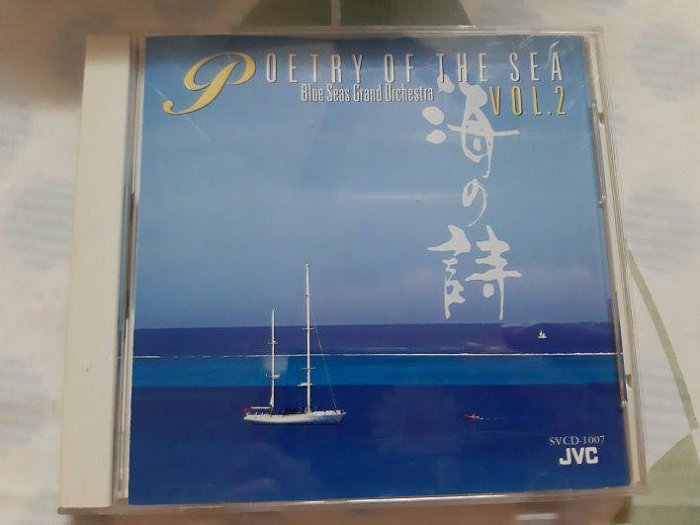 POETRY OF THE SEA
Blue Seas Grand Orchestra
VOL.2
海の詩
SVCD-1007
JVC